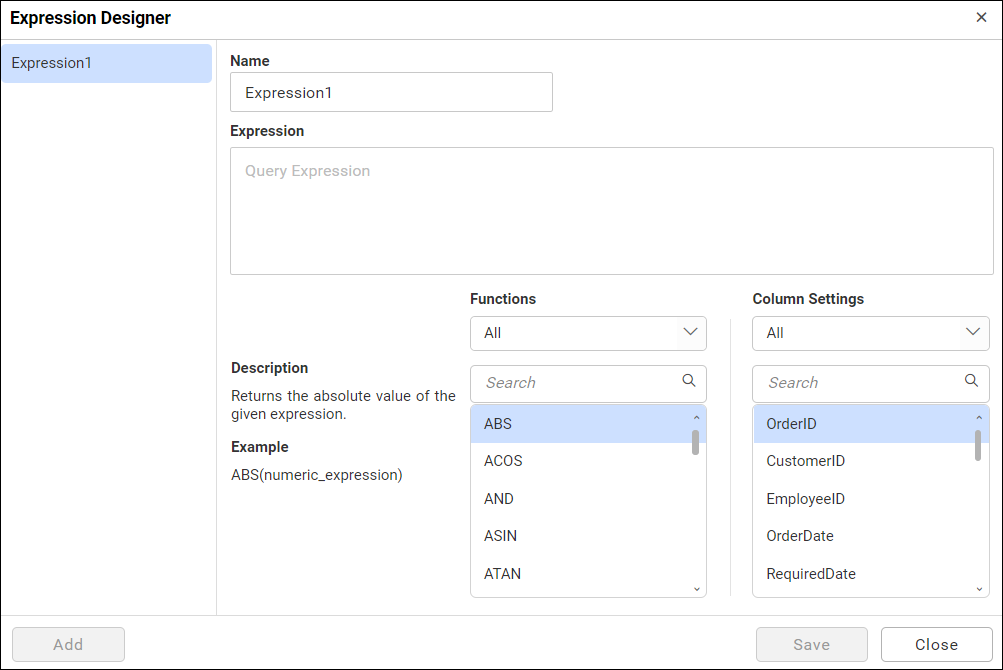 Expression Designer
Expression1
Name
Expression1
Expression
Query Expression
Functions
All
Search
ABS
ACOS
AND
ASIN
ATAN
Column Settings
All
Search
OrderID
CustomerID
EmployeeID
OrderDate
RequiredDate
Description
Returns the absolute value of the
given expression.
Example
ABS(numeric_expression)
Add
Save
Close